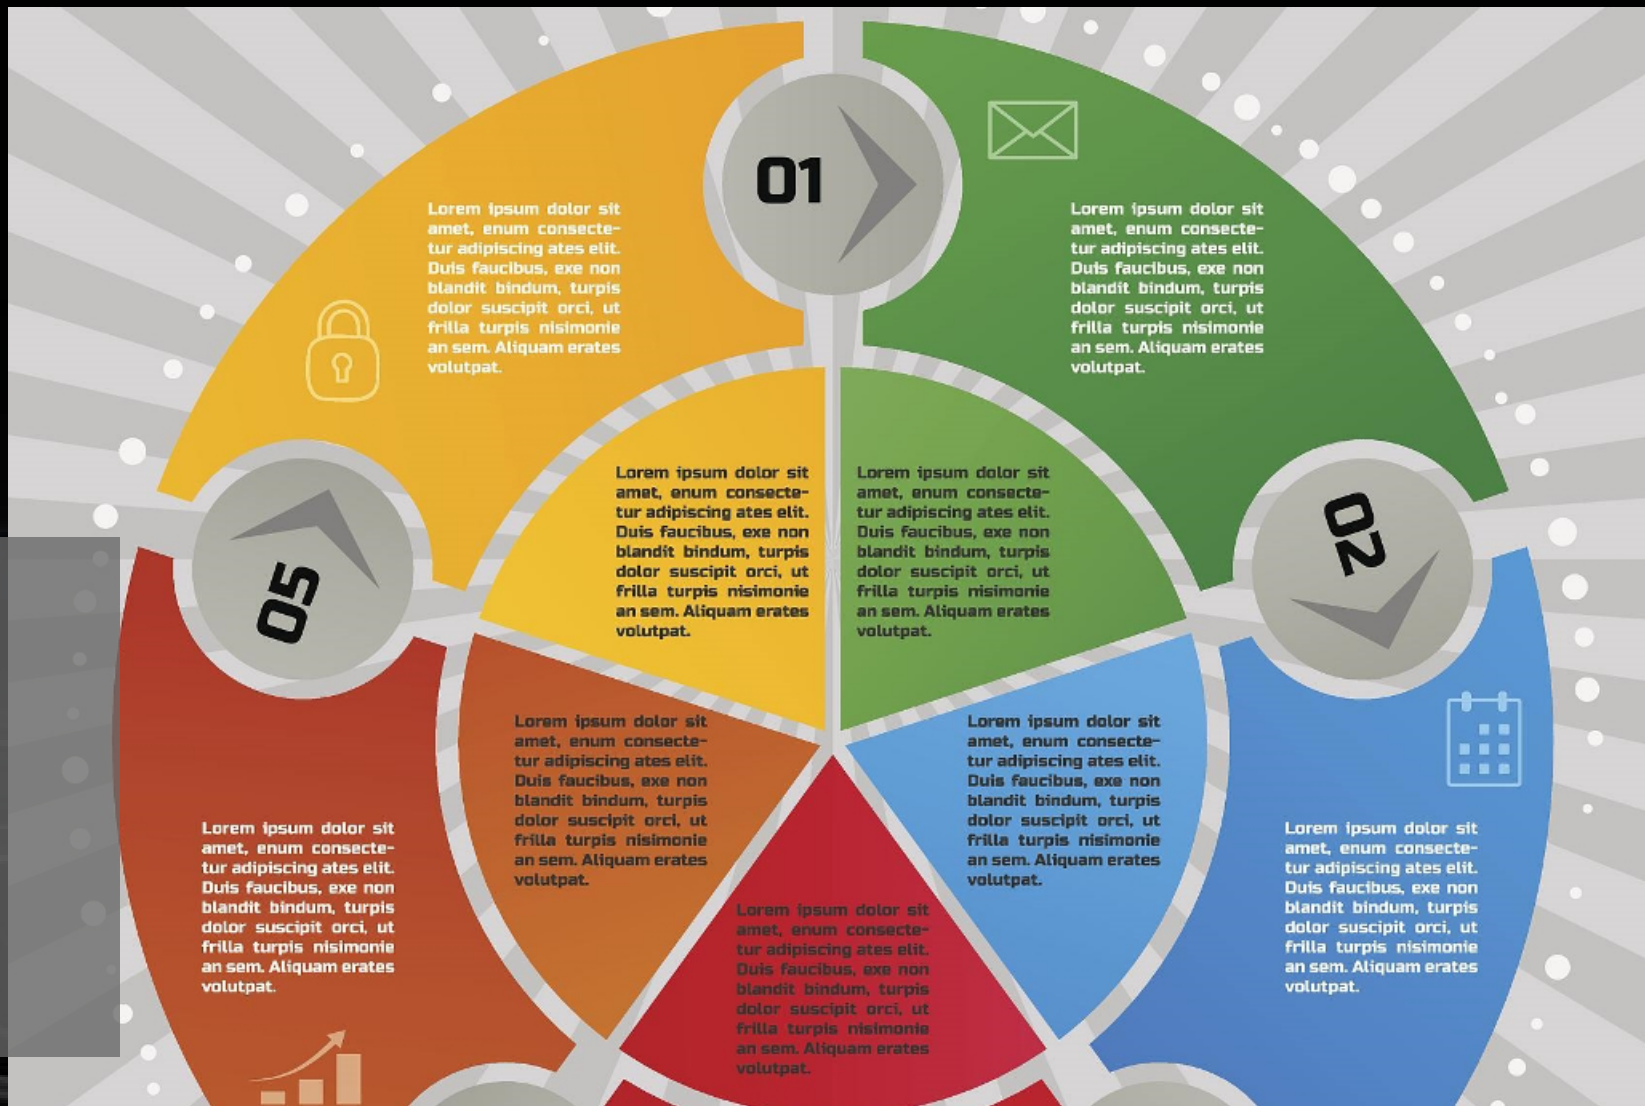 01
Lorem ipsum dolor sit
amet, enum consecte-
tur adipiscing ates elit.
Duis faucibus, exe non
blandit bindum, turpis
dolor suscipit orci, ut
frilla turpis nisimonie
an sem. Aliquam erates
volutpat.
Lorem ipsum dolor sit
amet, enum consecte-
tur adipiscing ates elit.
Duis faucibus, exe non
blandit bindum, turpis
dolor suscipit orci, ut
frilla turpis nisimonie
an sem. Aliquam erates
volutpat.
05
02
Lorem ipsum dolor sit
amet, enum consecte-
tur adipiscing ates elit.
Duis faucibus, exe non
blandit bindum, turpis
dolor suscipit orci, ut
frilla turpis nisimonie
an sem. Aliquam erates
volutpat.
Lorem ipsum dolor sit
amet, enum consecte-
tur adipiscing ates elit.
Duis faucibus, exe non
blandit bindum, turpis
dolor suscipit orci, ut
frilla turpis nisimonie
an sem. Aliquam erates
volutpat.
Lorem ipsum dolor sit
amet, enum consecte-
tur adipiscing ates elit.
Duis faucibus, exe non
blandit bindum, turpis
dolor suscipit orci, ut
frilla turpis nisimonie
an sem. Aliquam erates
volutpat.
Lorem ipsum dolor sit
amet, enum consecte-
tur adipiscing ates elit.
Duis faucibus, exe non
blandit bindum, turpis
dolor suscipit orci, ut
frilla turpis nisimonie
an sem. Aliquam erates
volutpat.
Lorem ipsum dolor sit
amet, enum consecte-
tur adipiscing ates elit.
Duis faucibus, exe non
blandit bindum, turpis
dolor suscipit orci, ut
frilla turpis nisimonie
an sem. Aliquam erates
volutpat.
Lorem ipsum dolor sit
amet, enum consecte-
tur adipiscing ates elit.
Duis faucibus, exe non
blandit bindum, turpis
dolor suscipit orci, ut
frilla turpis nisimonie
an sem. Aliquam erates
volutpat.
Lorem ipsum dolor sit
amet, enum consecte-
tur adipiscing ates elit.
Duis faucibus, exe non
blandit bindum, turpis
dolor suscipit orci, ut
frilla turpis nisimonie
an sem. Aliquam erates
volutpat.